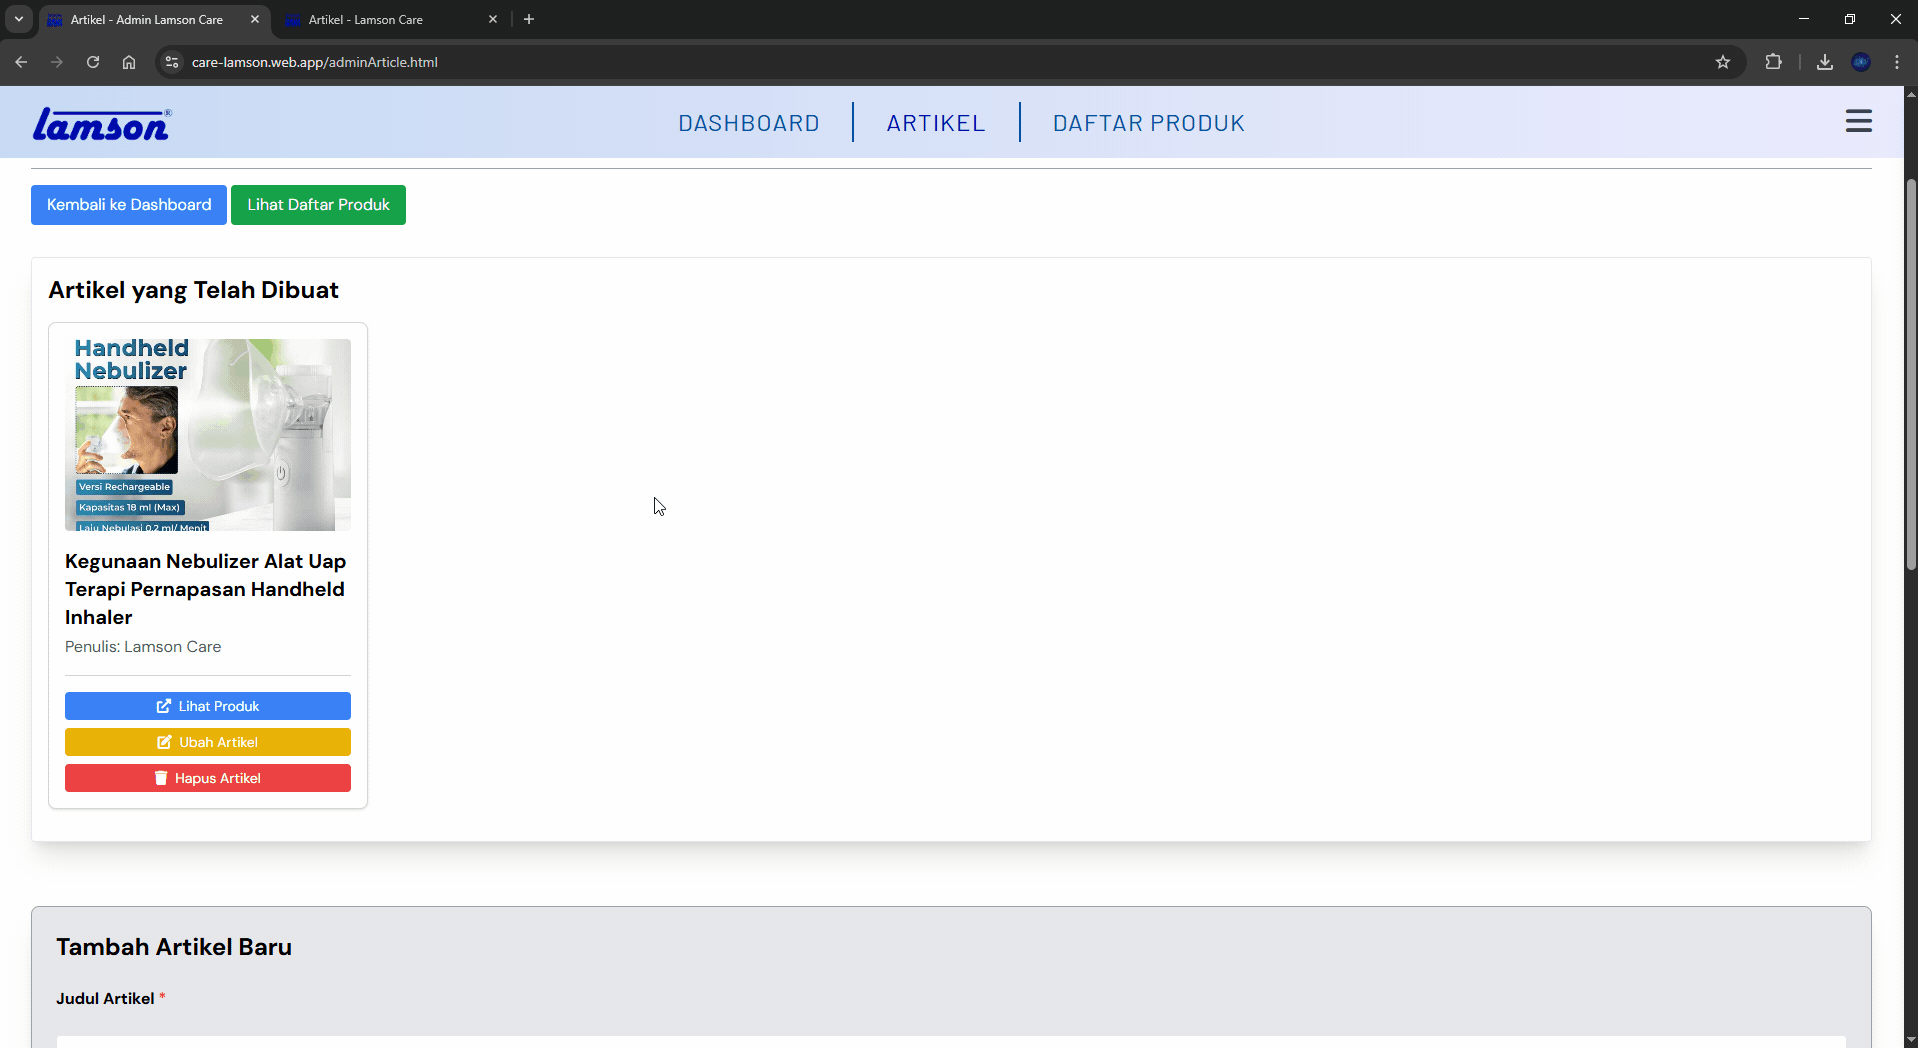 Artikel - Admin Lamson Care
Artikel - Lamson Care
care-lamson.web.app/adminArticle.html
lamson®
DASHBOARD
ARTIKEL
DAFTAR PRODUK
Kembali ke Dashboard
Lihat Daftar Produk
Artikel yang Telah Dibuat
Handheld
Nebulizer
Versi Rechargeable
Kapasitas 18 ml (Max)
Laju Nebulasi 0.2 ml/ Menit
Kegunaan Nebulizer Alat Uap
Terapi Pernapasan Handheld
Inhaler
Penulis: Lamson Care
Lihat Produk
Ubah Artikel
Hapus Artikel
Tambah Artikel Baru
Judul Artikel *